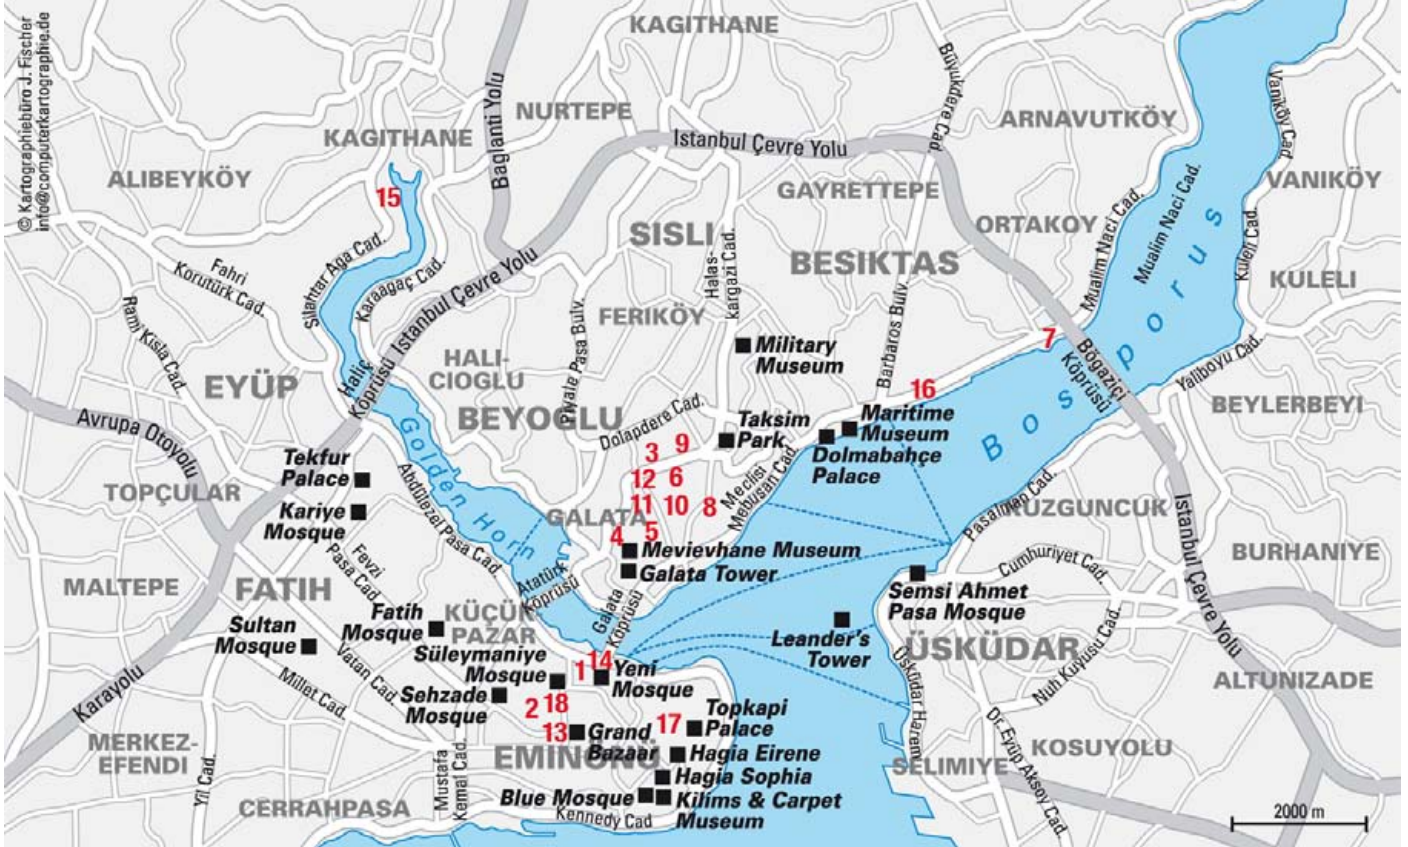 © Kartographiebüro J. Fischer
info@computerkartographie.de
KAGITHANE
NURTEPE
KAGITHANE
ALIBEYKÖY
15
Baglanti Yolu
Istanbul Çevre Yolu
Büyükdere Cad
ARNAVUTKÖY
Vaniköy Cad.
VANIKÖY
GAYRETTEPE
ORTAKOY
Mualim Naci Cad.
Mualim Naci Cad.
Kuleli Cad.
KULELI
SISLI
BESIKTAS
Halas-
kargazi Cad.
Fahri
Korutürk Cad.
Silahtar Aga Cad.
Karaagaç Cad.
Istanbul Çevre Yolu
Rami Kisla Cad.
FERIKÖY
Piyale Pasa Bulv.
Military
Museum
Barbaros Bulv.
7
Bogaziçi
Köprüsü
Bosporus
Yaliboyu Cad.
BEYLERBEYI
EYÜP
Haliç
Köprüsü
HALI-
CIOGLU
BEYOGLU
Dolapdere Cad.
Taksim
Park
16
Maritime
Museum
Dolmabahçe
Palace
Avrupa Otoyolu
TOPÇULAR
Golden Horn
Tekfur
Palace
Kariye
Mosque
Abdülezel Pasa Cad
3
9
12
6
11
10
8
4
5
Meclisi
Mebusan Cad.
GALATA
Mevievhane Museum
Galata Tower
Atatürk
Köprüsü
Galata
Köprüsü
Pasalman Cad.
KUZGUNCUK
Istanbul Çevre Yolu
Cumhuriyet Cad.
BURHANIYE
Semsi Ahmet
Pasa Mosque
Leander's
Tower
ÜSKÜDAR
Üsküdar Harem
Nuh Kuyusu Cad.
ALTUNIZADE
MALTEPE
FATIH
Fevzi
Pasa Cad.
Fatih
Mosque
Sultan
Mosque
Vatan Cad.
Millet Cad.
KÜÇÜK
PAZAR
Süleymaniye
Mosque
Sehzade
Mosque
1
14
Yeni
Mosque
2
18
13
Grand
Bazaar
17
Topkapi
Palace
EMINÖNÜ
Hagia Eirene
Hagia Sophia
Blue Mosque
Kilims & Carpet
Museum
Kennedy Cad
Karayolu
MERKEZ-
EFENDI
Yil Cad.
CERRAHPASA
Mustafa
Kemal Cad.
SELIMIYE
Dr. Eyüp Aksoy Cad.
KOSUYOLU
2000 m